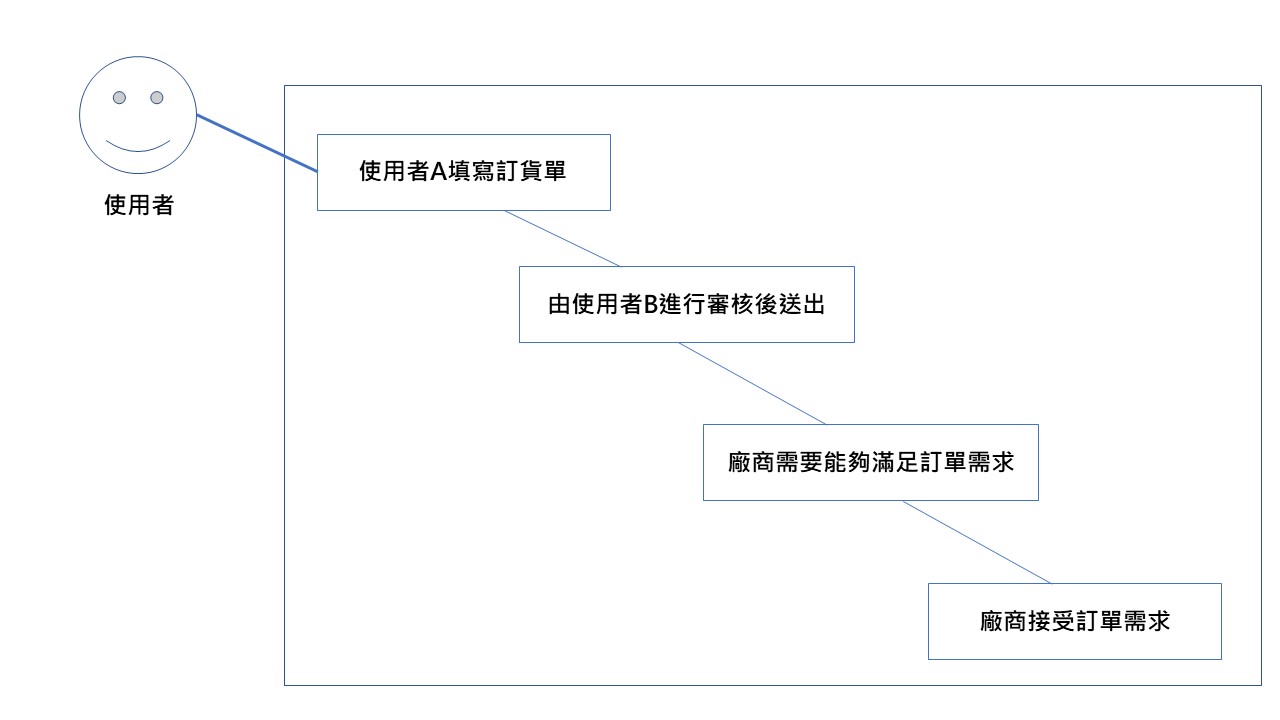 使用者A填寫訂貨單
使用者
由使用者B進行審核後送出
廠商需要能夠滿足訂單需求
廠商接受訂單需求